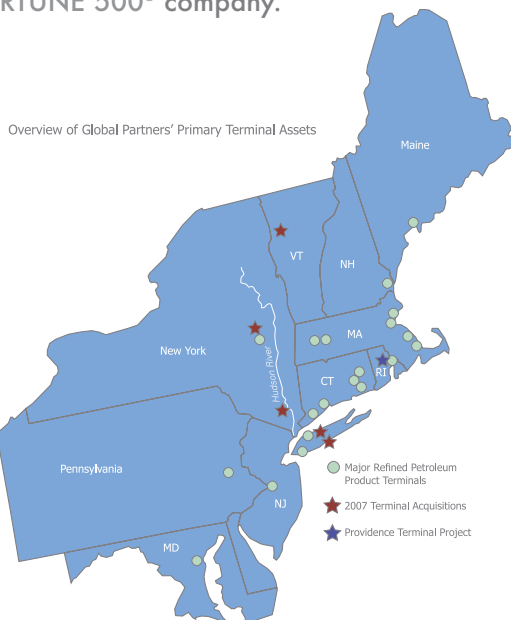 RTUNE 500® company.
Overview of Global Partners' Primary Terminal Assets
Maine
VT
NH
MA
New York
Hudson River
CT
RI
Pennsylvania
NJ
MD
Major Refined Petroleum
Product Terminals
2007 Terminal Acquisitions
Providence Terminal Project